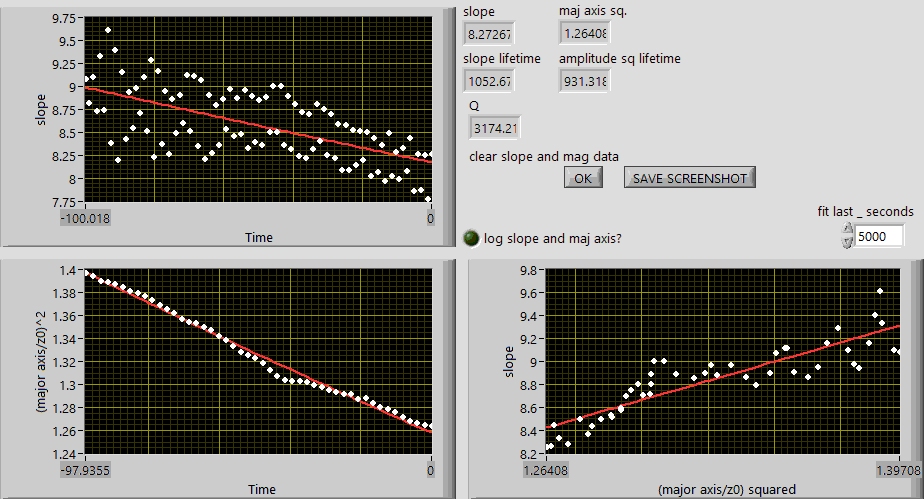 slope
8.27267
maj axis sq.
1.26408
slope lifetime
1052.67
amplitude sq lifetime
931.318
Q
3174.21
clear slope and mag data
OK
SAVE SCREENSHOT
log slope and maj axis?
fit last _ seconds
5000
9.75
9.5
9.25
9
8.75
8.5
8.25
8
7.75
slope
-100.018
0
Time
1.4
1.38
1.36
1.34
1.32
1.3
1.28
1.26
1.24
(major axis/z0)^2
-97.9355
0
Time
9.8
9.6
9.4
9.2
9
8.8
8.6
8.4
8.2
slope
1.26408
1.39708
(major axis/z0) squared